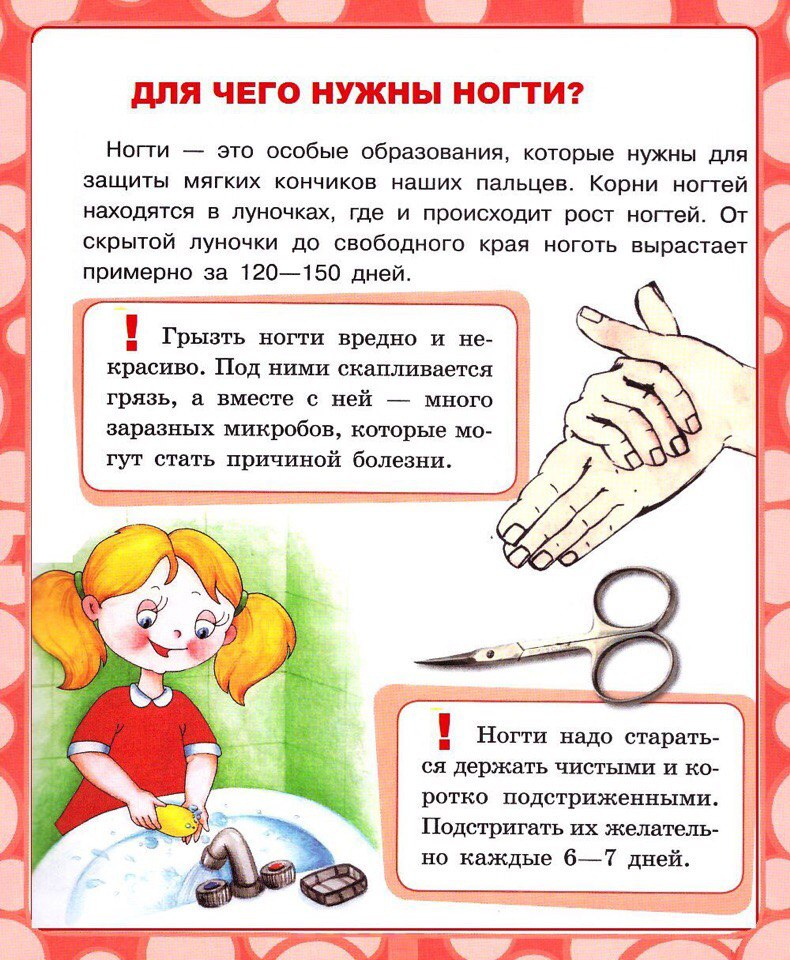 ДЛЯ ЧЕГО НУЖНЫ НОГТИ?
Ногти — это особые образования, которые нужны для
защиты мягких кончиков наших пальцев. Корни ногтей
находятся в луночках, где и происходит рост ногтей. От
скрытой луночки до свободного края ноготь вырастает
примерно за 120—150 дней.
! Грызть ногти вредно и не-
красиво. Под ними скапливается
грязь, а вместе с ней — много
заразных микробов, которые мо-
гут стать причиной болезни.
! Ногти надо старать-
ся держать чистыми и ко-
ротко подстриженными.
Подстригать их желатель-
но каждые 6—7 дней.